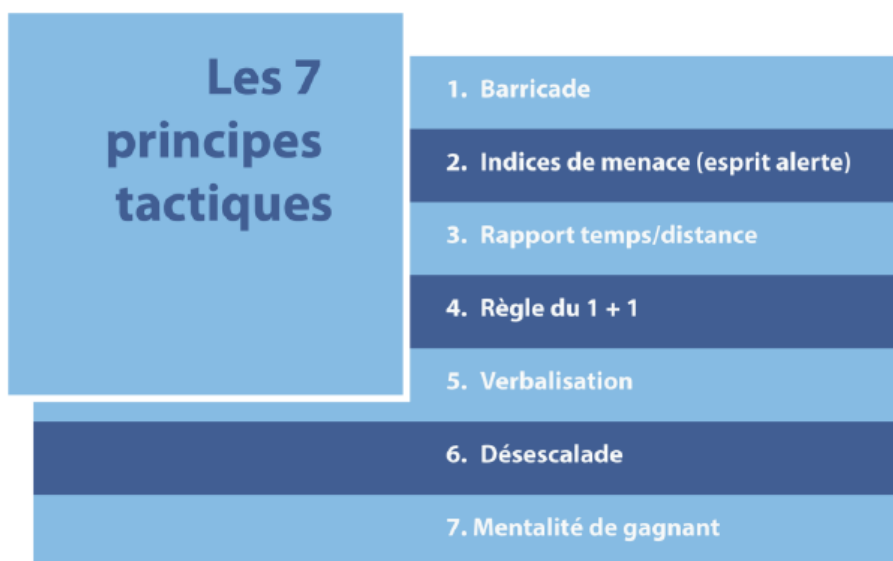 Les 7
principes
tactiques
1. Barricade
2. Indices de menace (esprit alerte)
3. Rapport temps/distance
4. Règle du 1 + 1
5. Verbalisation
6. Désescalade
7. Mentalité de gagnant